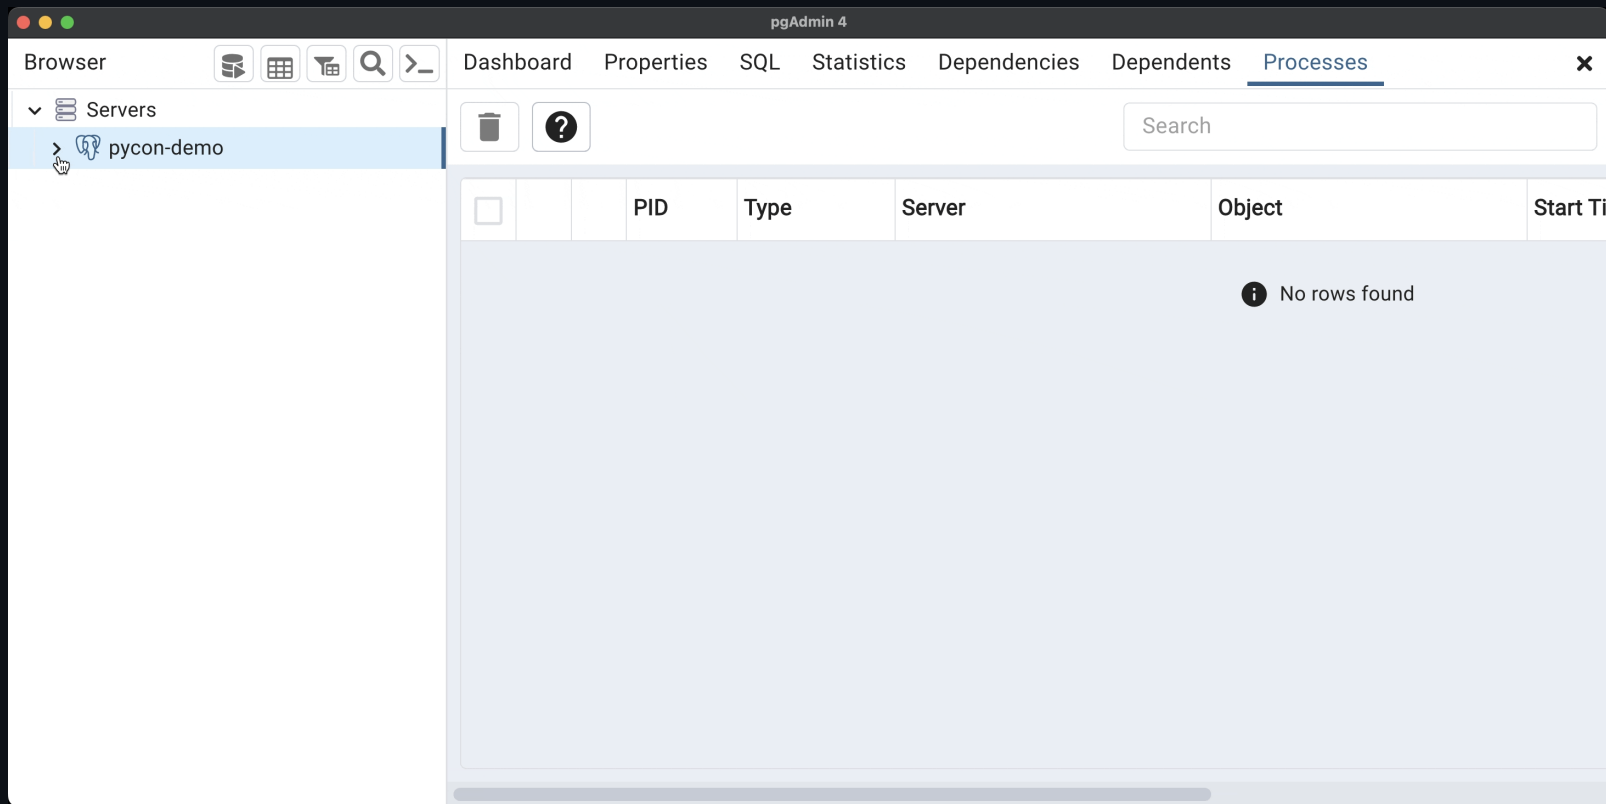 pgAdmin 4
Browser
Dashboard Properties SQL Statistics Dependencies Dependents Processes
Servers
pycon-demo
Search
PID Type Server Object Start Ti
No rows found